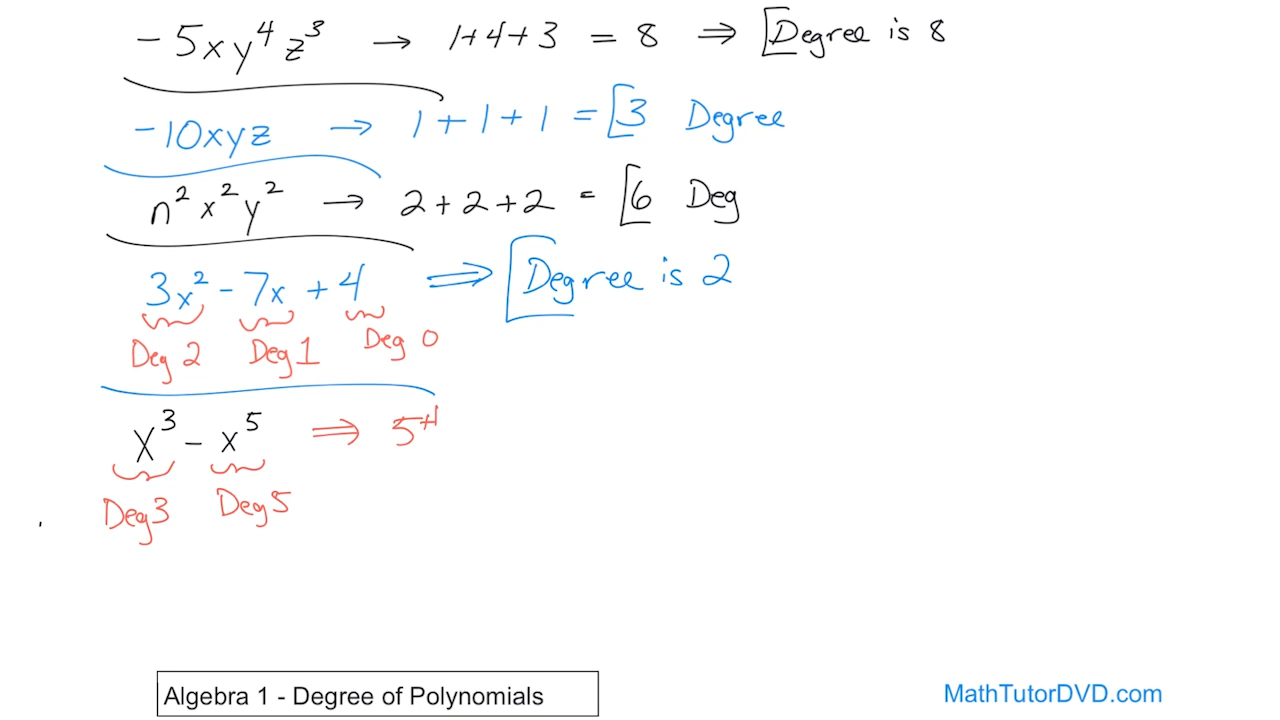 -5xy⁴z³ → 1+4+3 = 8 ⇒ Degree is 8
-10xyz → 1+1+1 = 3 Degree
n²x²y² → 2+2+2 = 6 Deg
3x² - 7x + 4 ⇒ Degree is 2
Deg 2 Deg 1 Deg 0
x³ - x⁵ ⇒ 5t
Deg 3 Deg 5
Algebra 1 - Degree of Polynomials
MathTutorDVD.com